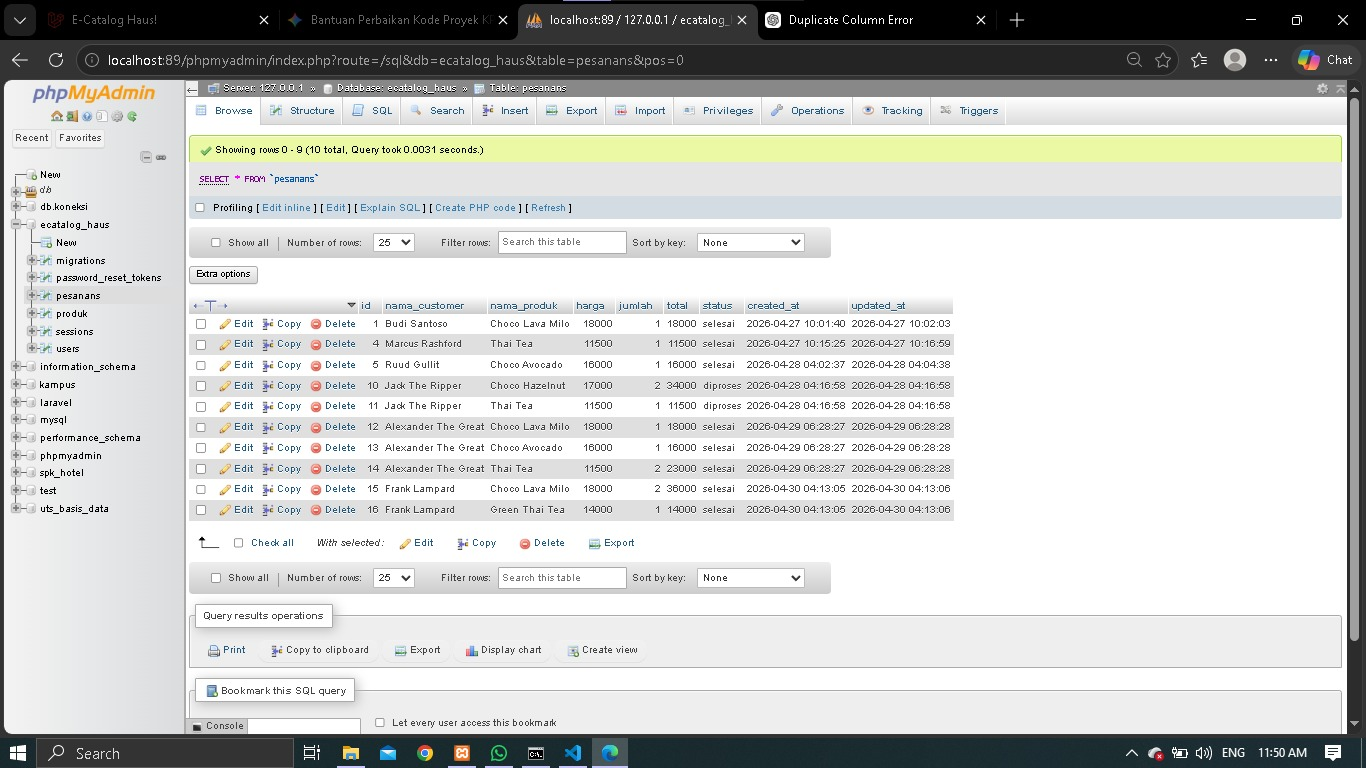 E-Catalog Haus!
Bantuan Perbaikan Kode Proyek K
localhost:89 / 127.0.0.1 / ecatalog_
Duplicate Column Error
localhost:89/phpmyadmin/index.php?route=/sql&db=ecatalog_haus&table=pesanans&pos=0
Chat
phpMyAdmin
Recent Favorites
New
db
db.koneksi
ecatalog_haus
New
migrations
password_reset_tokens
pesanans
produk
sessions
users
information_schema
kampus
laravel
mysql
performance_schema
phpmyadmin
spk_hotel
test
uts_basis_data
Server: 127.0.0.1 » Database: ecatalog_haus » Table: pesanans
Browse Structure SQL Search Insert Export Import Privileges Operations Tracking Triggers
Showing rows 0 - 9 (10 total, Query took 0.0031 seconds.)
SELECT * FROM `pesanans`
Profiling [ Edit inline ] [ Edit ] [ Explain SQL ] [ Create PHP code ] [ Refresh ]
Show all | Number of rows: 25 Filter rows: Search this table Sort by key: None
Extra options
id nama_customer nama_produk harga jumlah total status created_at updated_at
Edit Copy Delete 1 Budi Santoso Choco Lava Milo 18000 1 18000 selesai 2026-04-27 10:01:40 2026-04-27 10:02:03
Edit Copy Delete 4 Marcus Rashford Thai Tea 11500 1 11500 selesai 2026-04-27 10:15:25 2026-04-27 10:16:59
Edit Copy Delete 5 Ruud Gullit Choco Avocado 16000 1 16000 selesai 2026-04-28 04:02:37 2026-04-28 04:04:38
Edit Copy Delete 10 Jack The Ripper Choco Hazelnut 17000 2 34000 diproses 2026-04-28 04:16:58 2026-04-28 04:16:58
Edit Copy Delete 11 Jack The Ripper Thai Tea 11500 1 11500 diproses 2026-04-28 04:16:58 2026-04-28 04:16:58
Edit Copy Delete 12 Alexander The Great Choco Lava Milo 18000 1 18000 selesai 2026-04-29 06:28:27 2026-04-29 06:28:28
Edit Copy Delete 13 Alexander The Great Choco Avocado 16000 1 16000 selesai 2026-04-29 06:28:27 2026-04-29 06:28:28
Edit Copy Delete 14 Alexander The Great Thai Tea 11500 2 23000 selesai 2026-04-29 06:28:27 2026-04-29 06:28:28
Edit Copy Delete 15 Frank Lampard Choco Lava Milo 18000 2 36000 selesai 2026-04-30 04:13:05 2026-04-30 04:13:06
Edit Copy Delete 16 Frank Lampard Green Thai Tea 14000 1 14000 selesai 2026-04-30 04:13:05 2026-04-30 04:13:06
Check all With selected: Edit Copy Delete Export
Show all | Number of rows: 25 Filter rows: Search this table Sort by key: None
Query results operations
Print Copy to clipboard Export Display chart Create view
Bookmark this SQL query
Console
Let every user access this bookmark
Search
ENG 11:50 AM